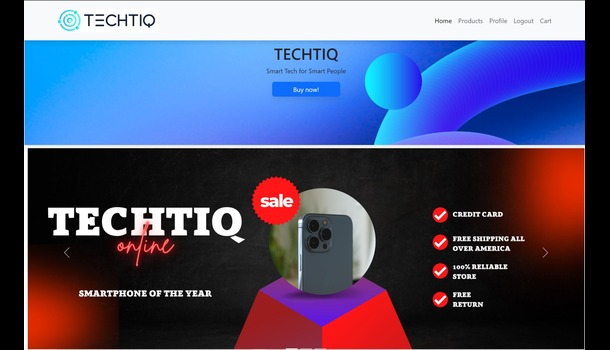 TECHTIQ
Home Products Profile Logout Cart
TECHTIQ
Smart Tech for Smart People
Buy now!
sale
TECHTIQ
online
SMARTPHONE OF THE YEAR
CREDIT CARD
FREE SHIPPING ALL
OVER AMERICA
100% RELIABLE
STORE
FREE
RETURN